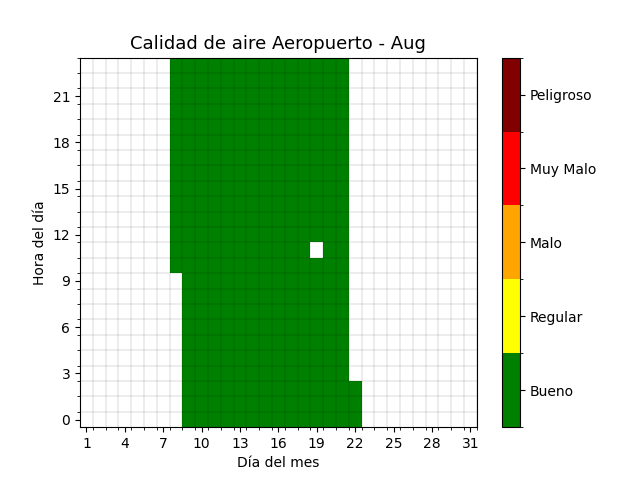 Calidad de aire Aeropuerto - Aug
21
18
15
12
9
6
3
0
Hora del día
1 4 7 10 13 16 19 22 25 28 31
Día del mes
Peligroso
Muy Malo
Malo
Regular
Bueno